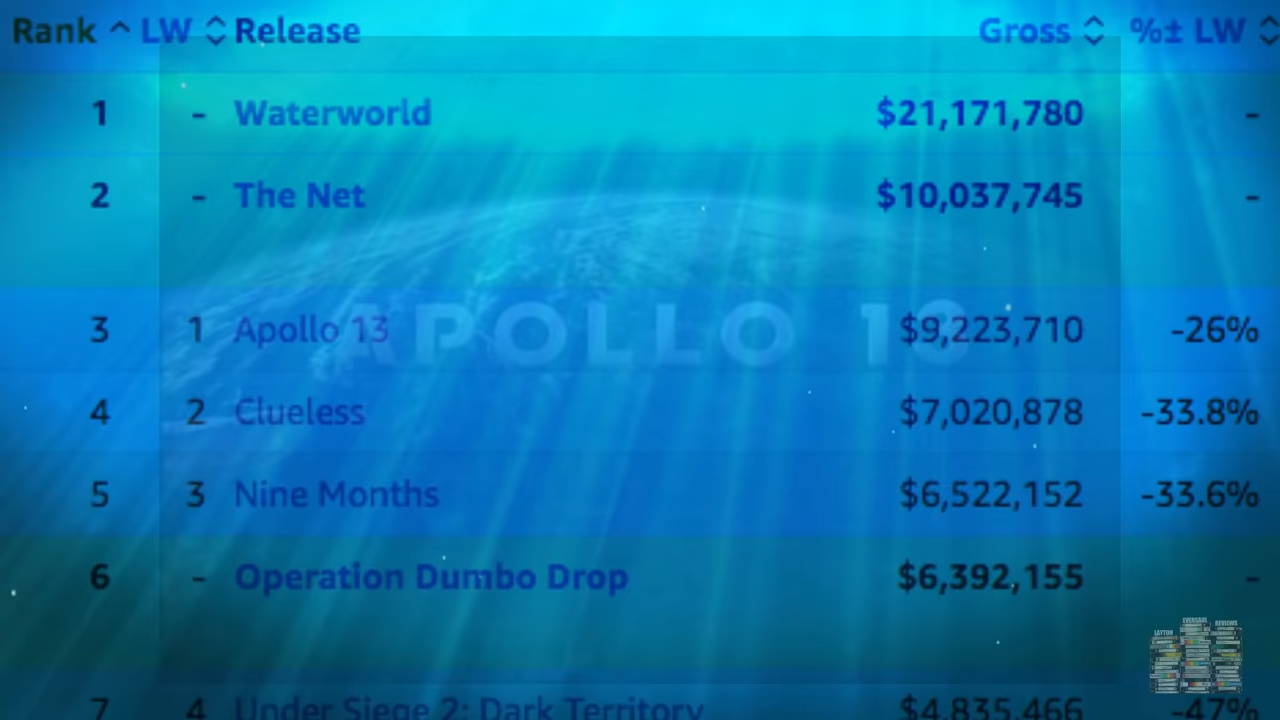 Rank ^ LW Release Gross %± LW
1 - Waterworld $21,171,780 -
2 - The Net $10,037,745 -
APOLLO 13
3 1 Apollo 13 $9,223,710 -26%
4 2 Clueless $7,020,878 -33.8%
5 3 Nine Months $6,522,152 -33.6%
6 - Operation Dumbo Drop $6,392,155 -
LAYTON EVERSAUL REVIEWS
7 4 Under Siege 2: Dark Territory $4,835,466 -47%